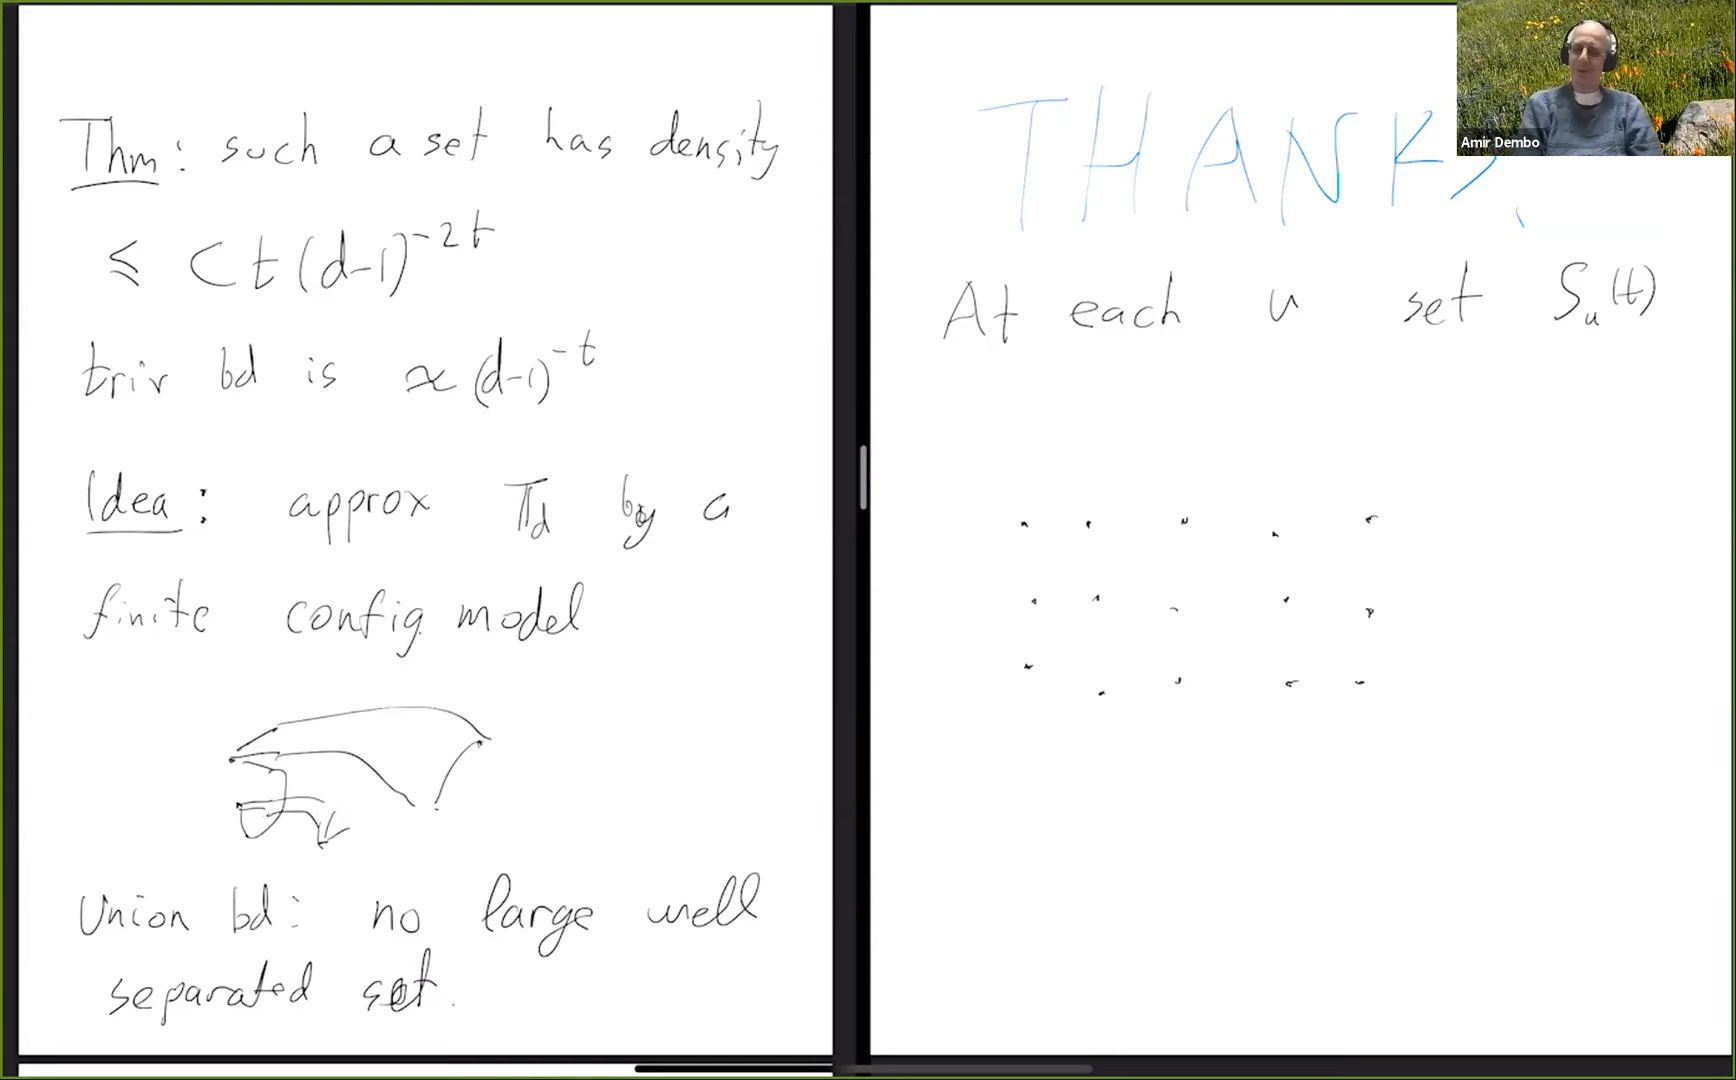 Thm: such a set has density
≤ C t (d-1)^{-2t}
triv bd is ≈ (d-1)^{-t}
Idea: approx 𝕋_d by a
finite config model
Union bd: no large well
separated set.
THANKS
Amir Dembo
At each u set S_u(t)